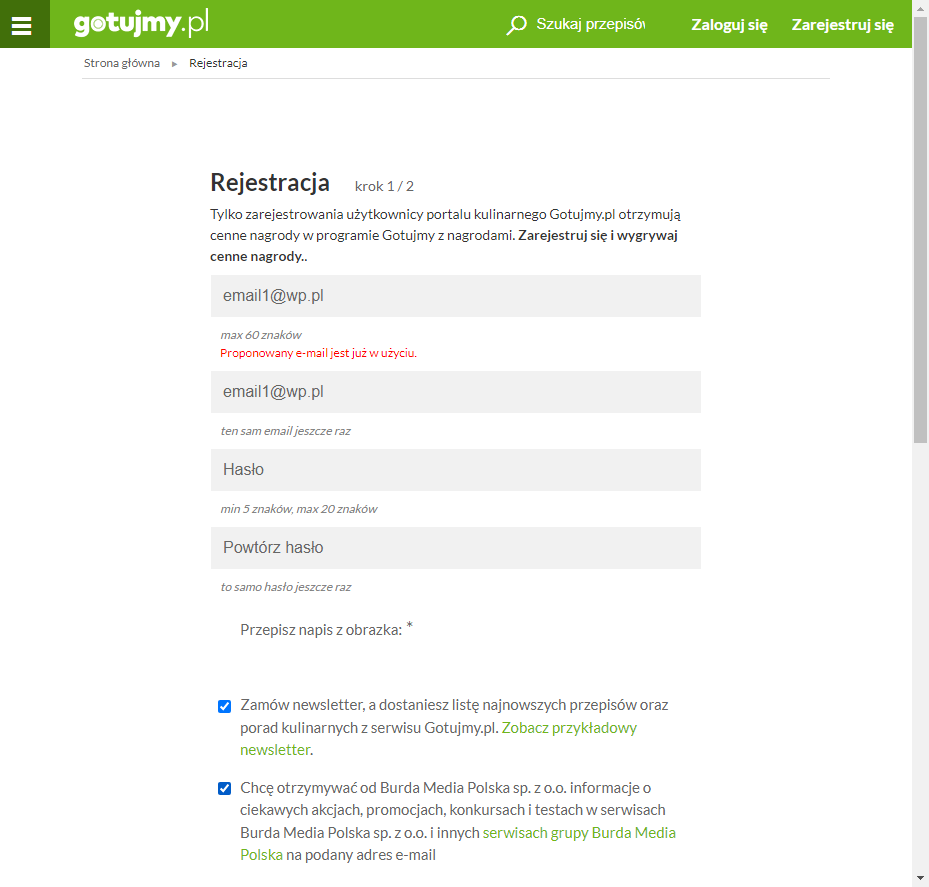 gotujmy.pl
Szukaj przepisów
Zaloguj się
Zarejestruj się
Strona główna
Rejestracja
Rejestracja krok 1 / 2
Tylko zarejestrowania użytkownicy portalu kulinarnego Gotujmy.pl otrzymują
cenne nagrody w programie Gotujmy z nagrodami. Zarejestruj się i wygrywaj
cenne nagrody..
email1@wp.pl
max 60 znaków
Proponowany e-mail jest już w użyciu.
email1@wp.pl
ten sam email jeszcze raz
Hasło
min 5 znaków, max 20 znaków
Powtórz hasło
to samo hasło jeszcze raz
Przepisz napis z obrazka: *
Zamów newsletter, a dostaniesz listę najnowszych przepisów oraz
porad kulinarnych z serwisu Gotujmy.pl. Zobacz przykładowy
newsletter.
Chcę otrzymywać od Burda Media Polska sp. z o.o. informacje o
ciekawych akcjach, promocjach, konkursach i testach w serwisach
Burda Media Polska sp. z o.o. i innych serwisach grupy Burda Media
Polska na podany adres e-mail